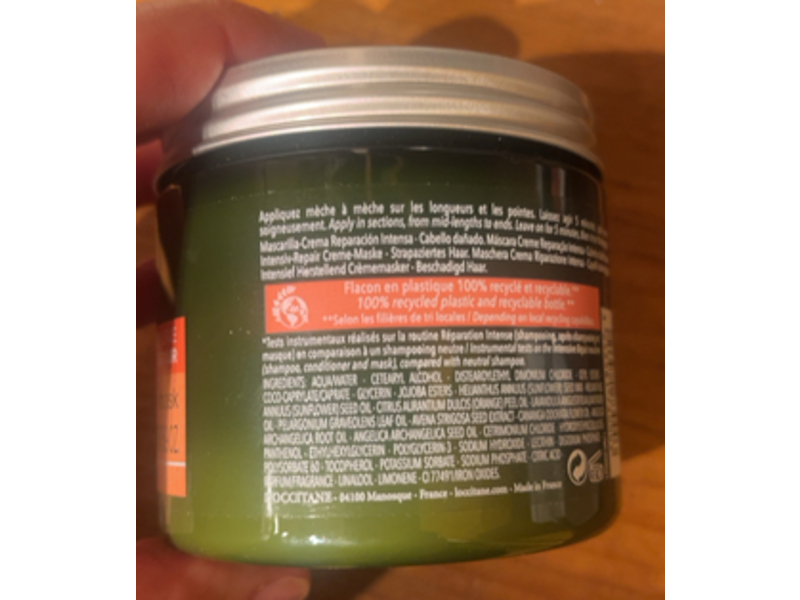 Appliquez mèche à mèche sur les longueurs et les pointes. Laisser agir 5
soigneusement. Apply in sections, from mid-lengths to ends. Leave on for 5 minutes,
Mascarilla-Crema Reparación Intensa · Cabello dañado. Máscara Creme Reparação Intensa
Intensiv-Repair Creme-Maske · Strapaziertes Haar. Maschera Crema Riparazione Intensa
Intensief Herstellend Crèmemasker · Beschadigd Haar.
Flacon en plastique 100% recyclé et recyclable.**
100% recycled plastic and recyclable bottle.**
**Selon les filières de tri locales / Depending on local recycling
*Tests instrumentaux réalisés sur la routine Réparation Intense (shampooing,
masque) en comparaison à un shampooing neutre / Instrumental tests
(shampoo, conditioner and mask), compared with neutral shampoo.
INGREDIENTS: AQUA/WATER · CETEARYL ALCOHOL · DISTEAROYLETHYL DIMONIUM CHLORIDE
COCO-CAPRYLATE/CAPRATE · GLYCERIN · JOJOBA ESTERS · HELIANTHUS ANNUUS (SUNFLOWER) SEED
ANNUUS (SUNFLOWER) SEED OIL · CITRUS AURANTIUM DULCIS (ORANGE) PEEL OIL
OIL · PELARGONIUM GRAVEOLENS LEAF OIL · AVENA STRIGOSA SEED EXTRACT · CANANGA ODORATA
ARCHANGELICA ROOT OIL · ANGELICA ARCHANGELICA SEED OIL · CETRIMONIUM CHLORIDE
PANTHENOL · ETHYLHEXYLGLYCERIN · POLYGLYCERIN-3 · SODIUM HYDROXIDE · LECITHIN
POLYSORBATE 60 · TOCOPHEROL · POTASSIUM SORBATE · SODIUM PHOSPHATE · CITRIC ACID
PARFUM/FRAGRANCE · LINALOOL · LIMONENE · CI 77491/IRON OXIDES.
L'OCCITANE - 04100 Manosque - France - loccitane.com - Made in France